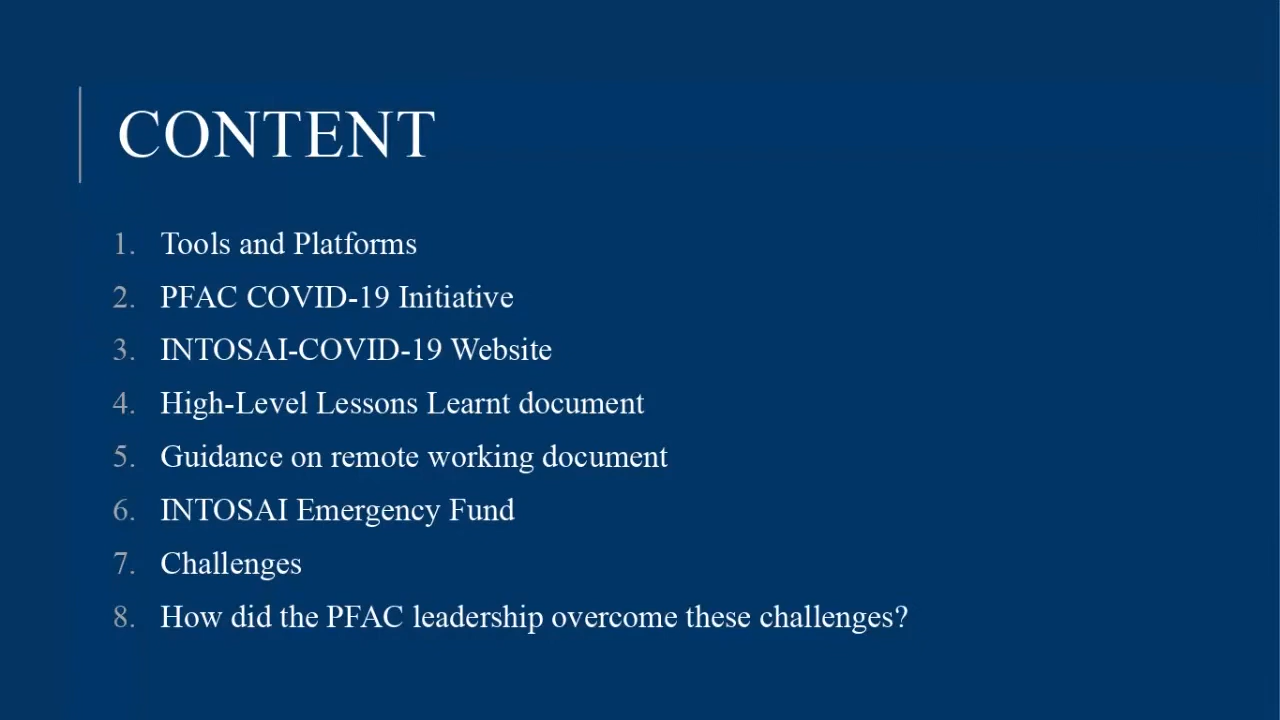 CONTENT
1. Tools and Platforms
2. PFAC COVID-19 Initiative
3. INTOSAI-COVID-19 Website
4. High-Level Lessons Learnt document
5. Guidance on remote working document
6. INTOSAI Emergency Fund
7. Challenges
8. How did the PFAC leadership overcome these challenges?